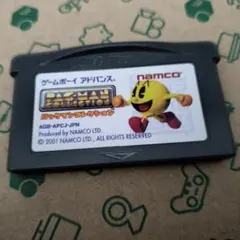 ゲームボーイ アドバンス
namco
PAC-MAN
COLLECTION
パックマンコレクション
AGB-APCJ-JPN
Produced by NAMCO LTD.
© 2001 NAMCO LTD., ALL RIGHTS RESERVED